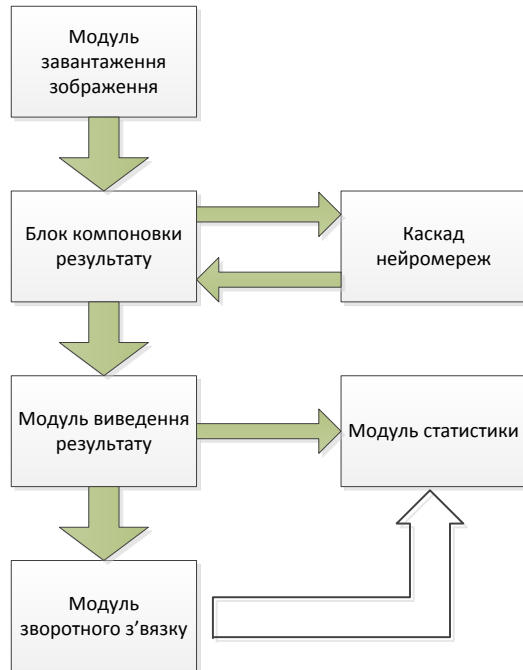 Модуль
завантаження
зображення
Блок компоновки
результату
Каскад
нейромереж
Модуль виведення
результату
Модуль статистики
Модуль
зворотного з’вязку